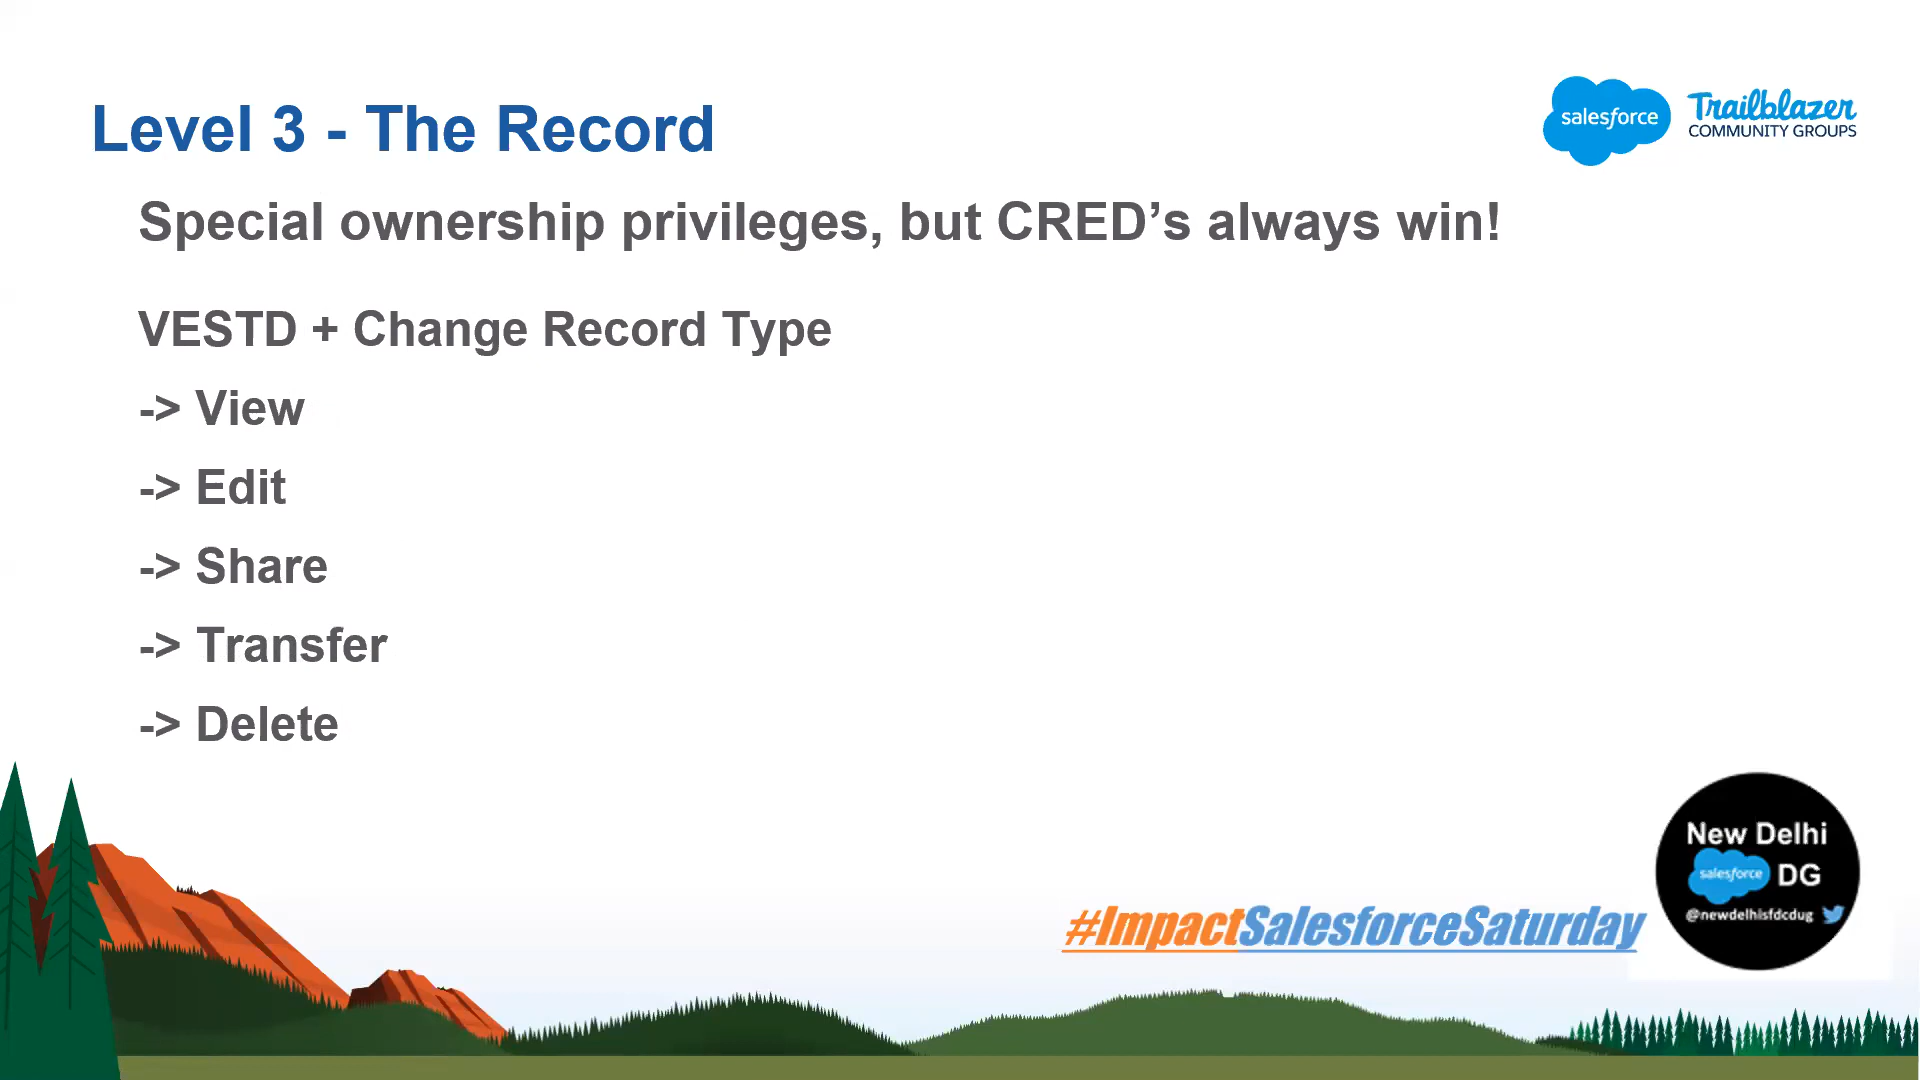 Level 3 - The Record
salesforce
Trailblazer
COMMUNITY GROUPS
Special ownership privileges, but CRED’s always win!
VESTD + Change Record Type
-> View
-> Edit
-> Share
-> Transfer
-> Delete
New Delhi
salesforce DG
@newdelhisfdcdug
#ImpactSalesforceSaturday